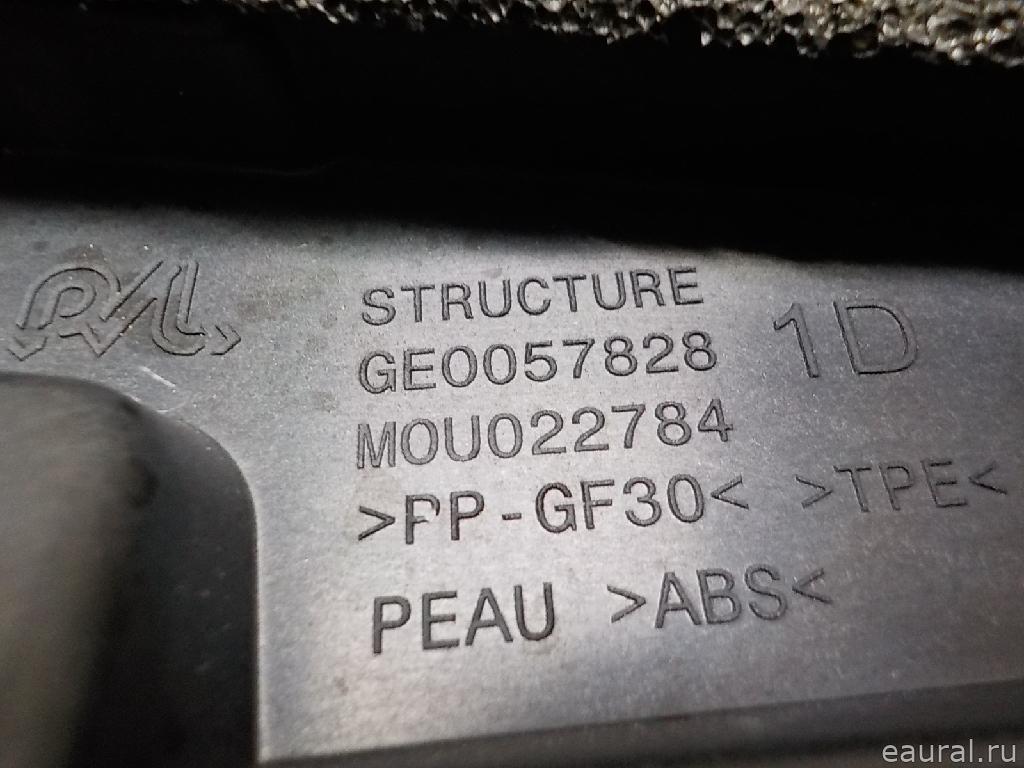 STRUCTURE
GE0057828 1D
MOU022784
>PP-GF30< >TPE<
PEAU >ABS<
eaural.ru